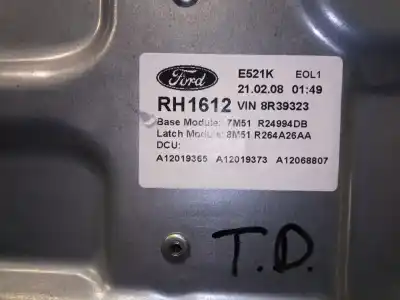 Ford E521K EOL1
21.02.08 01:49
RH1612 VIN 8R39323
Base Module: 7M51 R24994DB
Latch Module: 8M51 R264A26AA
DCU:
A12019365 A12019373 A12068807
T.D.